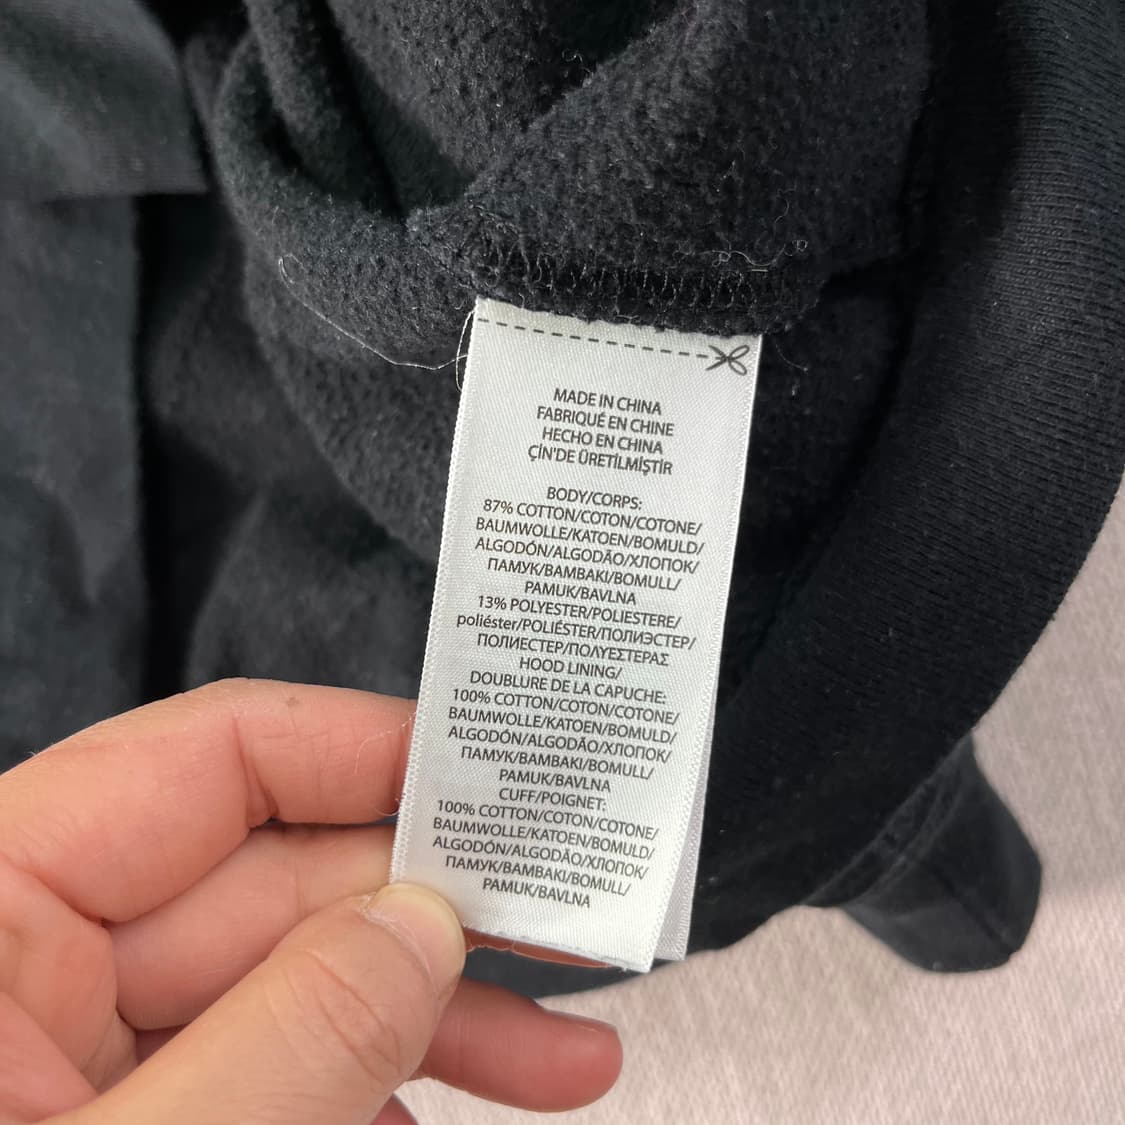 MADE IN CHINA
FABRIQUÉ EN CHINE
HECHO EN CHINA
ÇİN'DE ÜRETİLMİŞTİR
BODY/CORPS:
87% COTTON/COTON/COTONE/
BAUMWOLLE/KATOEN/BOMULD/
ALGODÓN/ALGODÃO/ХЛОПОК/
ПАМУК/ΒΑΜΒΑΚΙ/BOMULL/
PAMUK/BAVLNA
13% POLYESTER/POLIESTERE/
poliéster/POLIÉSTER/ПОЛИЭСТЕР/
ПОЛИЕСТЕР/ΠΟΛΥΕΣΤΕΡΑΣ
HOOD LINING/
DOUBLURE DE LA CAPUCHE:
100% COTTON/COTON/COTONE/
BAUMWOLLE/KATOEN/BOMULD/
ALGODÓN/ALGODÃO/ХЛОПОК/
ПАМУК/ΒΑΜΒΑΚΙ/BOMULL/
PAMUK/BAVLNA
CUFF/POIGNET:
100% COTTON/COTON/COTONE/
BAUMWOLLE/KATOEN/BOMULD/
ALGODÓN/ALGODÃO/ХЛОПОК/
ПАМУК/ΒΑΜΒΑΚΙ/BOMULL/
PAMUK/BAVLNA